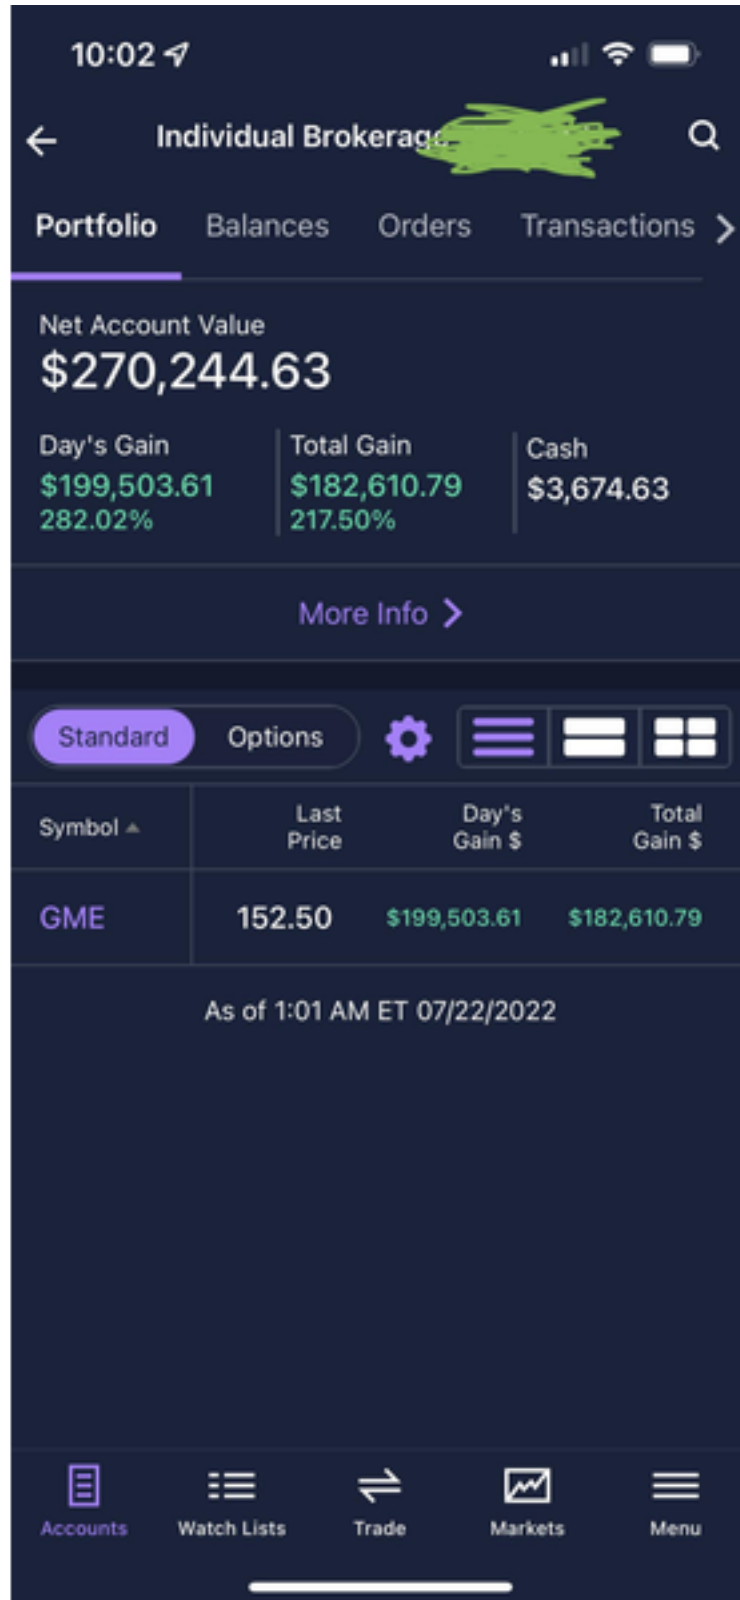 10:02
Individual Brokerage
Portfolio Balances Orders Transactions
Net Account Value
$270,244.63
Day's Gain Total Gain Cash
$199,503.61 $182,610.79 $3,674.63
282.02% 217.50%
More Info
Standard Options
Symbol Last Price Day's Gain $ Total Gain $
GME 152.50 $199,503.61 $182,610.79
As of 1:01 AM ET 07/22/2022
Accounts Watch Lists Trade Markets Menu